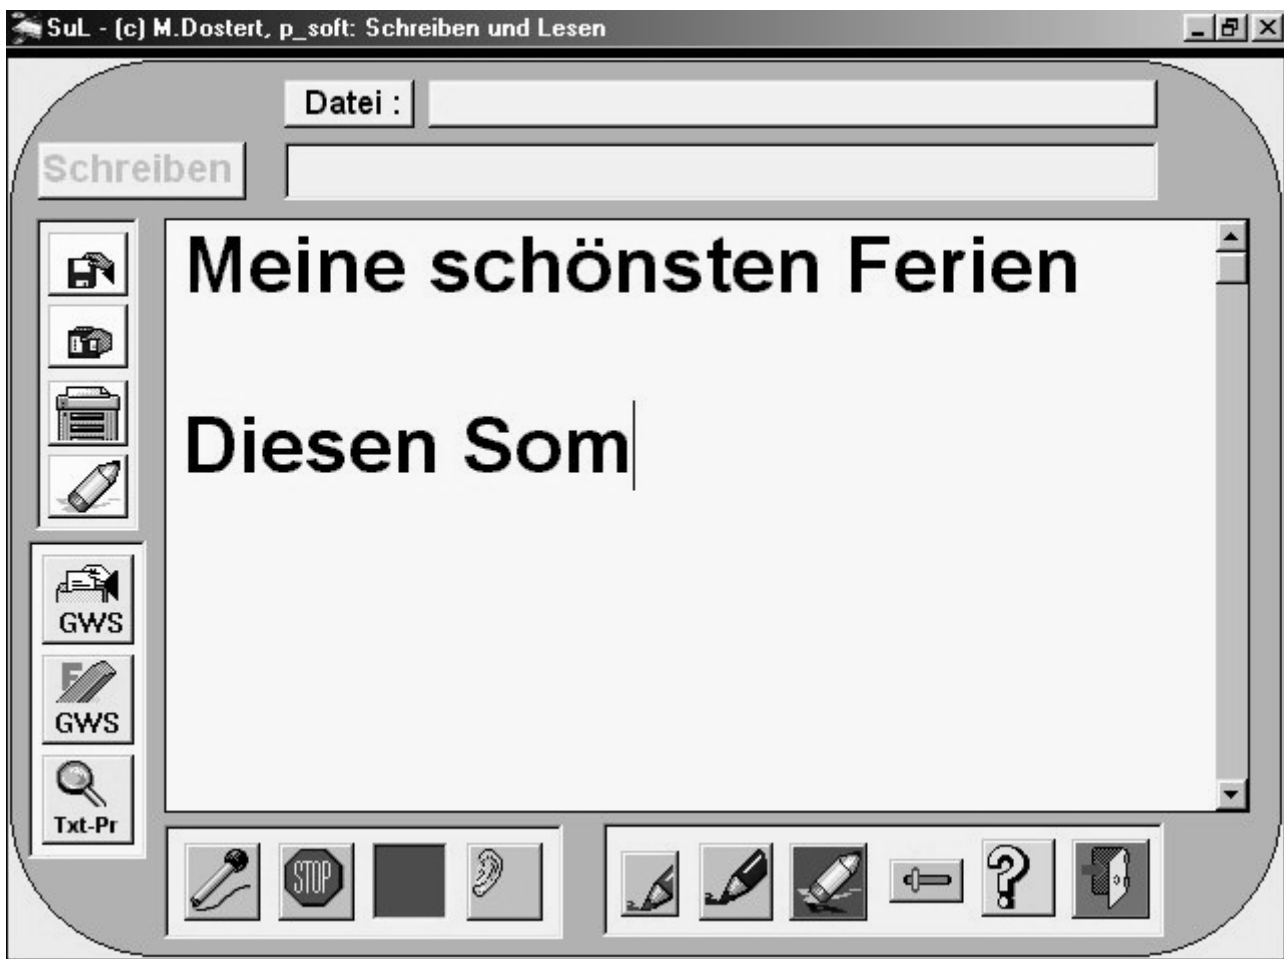 SuL - (c) M.Dostert, p_soft: Schreiben und Lesen
Datei :
Schreiben
Meine schönsten Ferien
Diesen Som
GWS
GWS
Txt-Pr
STOP